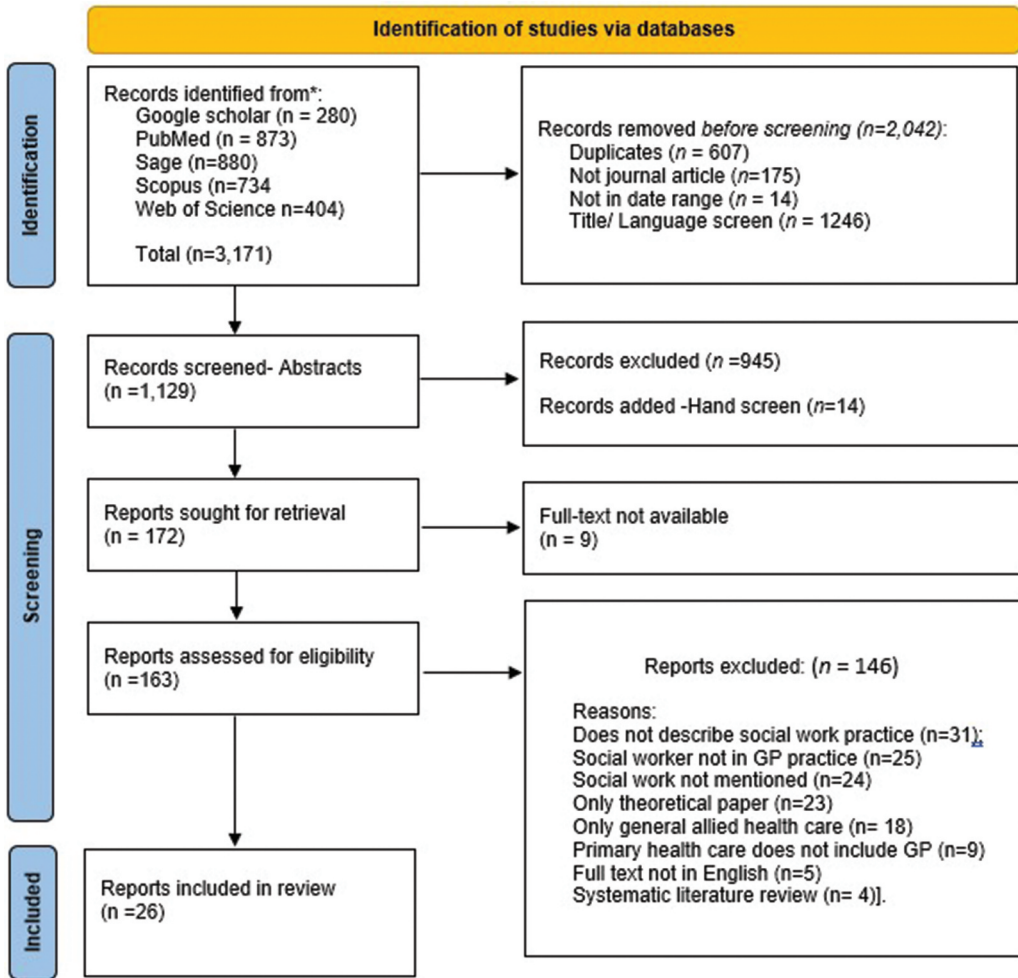 Identification of studies via databases
Identification
Records identified from*:
Google scholar (n = 280)
PubMed (n = 873)
Sage (n=880)
Scopus (n=734
Web of Science n=404)
Total (n=3,171)
Records removed before screening (n=2,042):
Duplicates (n = 607)
Not journal article (n=175)
Not in date range (n = 14)
Title/ Language screen (n = 1246)
Screening
Records screened- Abstracts
(n =1,129)
Records excluded (n =945)
Records added -Hand screen (n=14)
Reports sought for retrieval
(n = 172)
Full-text not available
(n = 9)
Reports assessed for eligibility
(n =163)
Reports excluded: (n = 146)
Reasons:
Does not describe social work practice (n=31);
Social worker not in GP practice (n=25)
Social work not mentioned (n=24)
Only theoretical paper (n=23)
Only general allied health care (n= 18)
Primary health care does not include GP (n=9)
Full text not in English (n=5)
Systematic literature review (n= 4)].
Included
Reports included in review
(n =26)